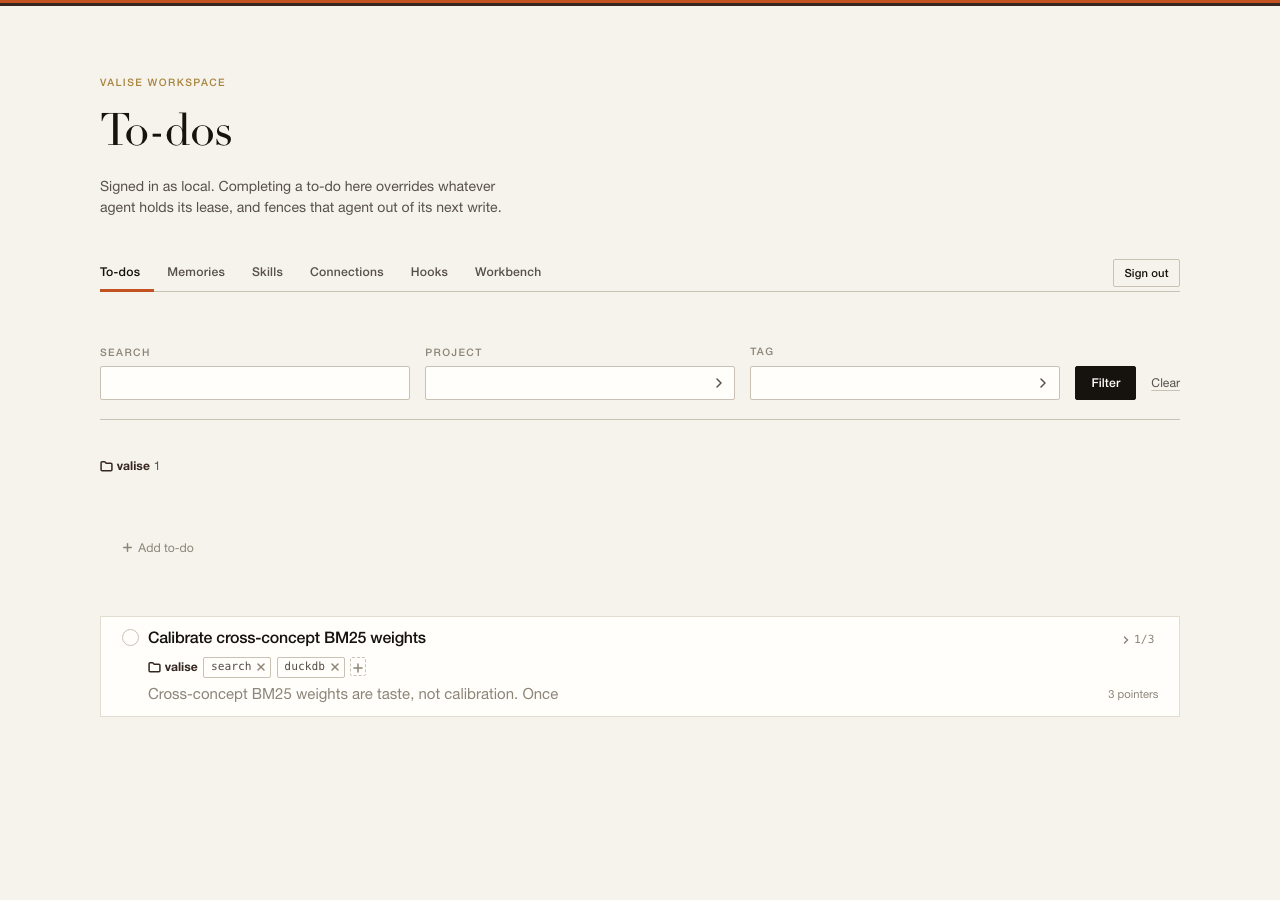 VALISE WORKSPACE
To-dos
Signed in as local. Completing a to-do here overrides whatever
agent holds its lease, and fences that agent out of its next write.
To-dos Memories Skills Connections Hooks Workbench Sign out
SEARCH PROJECT TAG
Filter Clear
valise 1
+ Add to-do
Calibrate cross-concept BM25 weights 1/3
valise search × duckdb × +
Cross-concept BM25 weights are taste, not calibration. Once 3 pointers